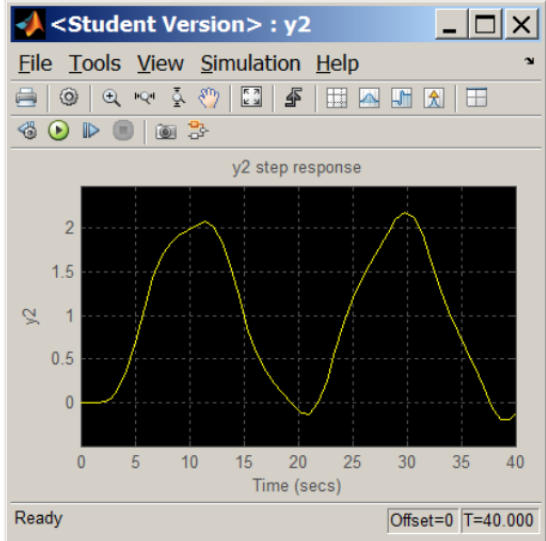 <Student Version> : y2
File Tools View Simulation Help
y2 step response
2
1.5
1
0.5
0
y2
0 5 10 15 20 25 30 35 40
Time (secs)
Ready Offset=0 T=40.000